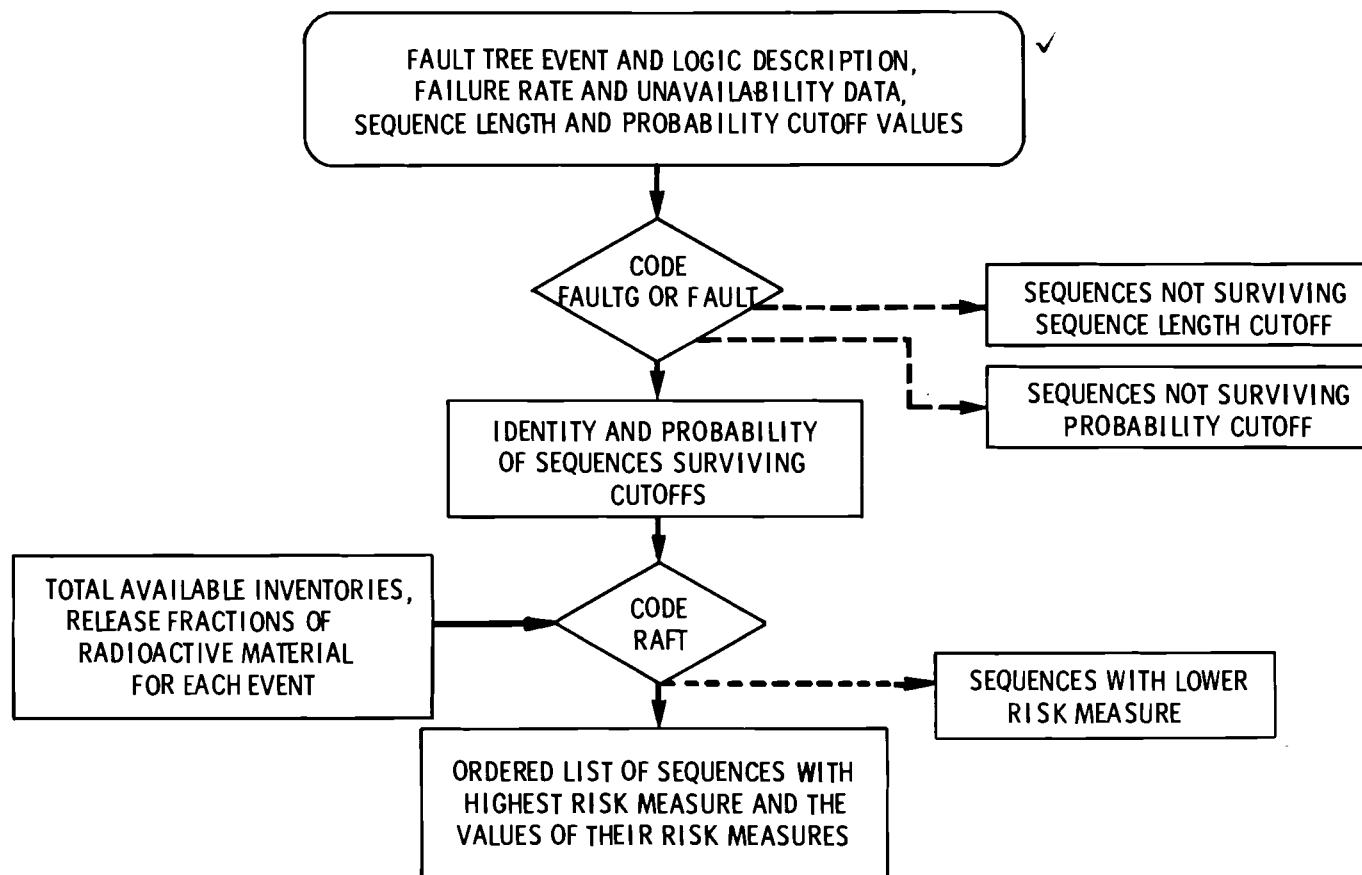 FAULT TREE EVENT AND LOGIC DESCRIPTION,
FAILURE RATE AND UNAVAILABILITY DATA,
SEQUENCE LENGTH AND PROBABILITY CUTOFF VALUES
✓
CODE
FAULTG OR FAULT
SEQUENCES NOT SURVIVING
SEQUENCE LENGTH CUTOFF
SEQUENCES NOT SURVIVING
PROBABILITY CUTOFF
IDENTITY AND PROBABILITY
OF SEQUENCES SURVIVING
CUTOFFS
TOTAL AVAILABLE INVENTORIES,
RELEASE FRACTIONS OF
RADIOACTIVE MATERIAL
FOR EACH EVENT
CODE
RAFT
SEQUENCES WITH LOWER
RISK MEASURE
ORDERED LIST OF SEQUENCES WITH
HIGHEST RISK MEASURE AND THE
VALUES OF THEIR RISK MEASURES